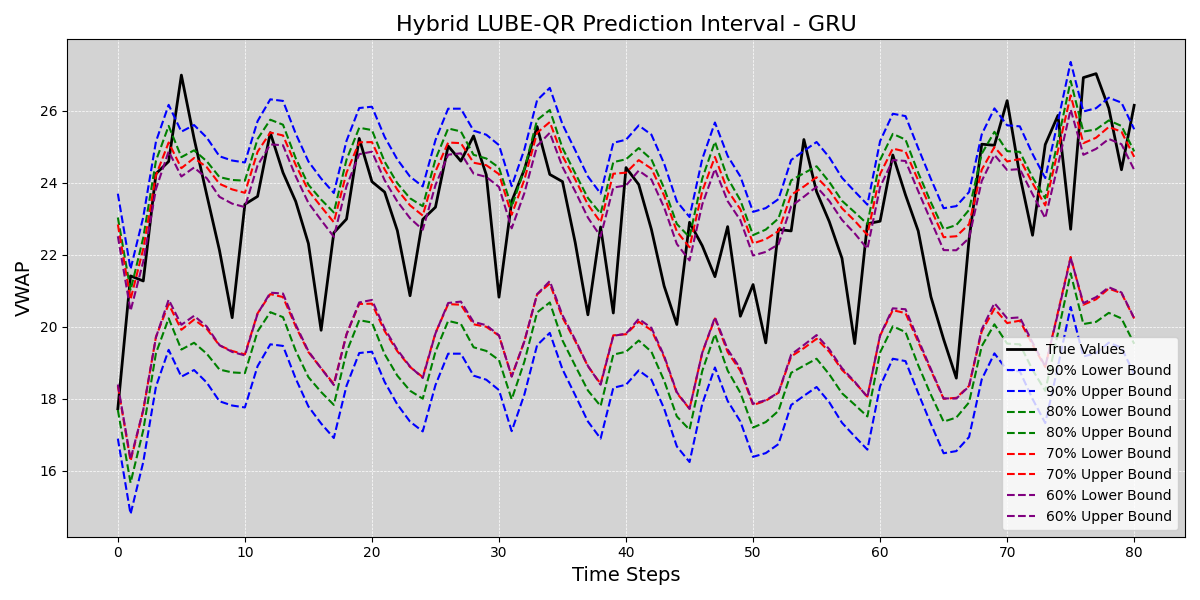 Hybrid LUBE-QR Prediction Interval - GRU
VWAP
26
24
22
20
18
16
0 10 20 30 40 50 60 70 80
Time Steps
True Values
90% Lower Bound
90% Upper Bound
80% Lower Bound
80% Upper Bound
70% Lower Bound
70% Upper Bound
60% Lower Bound
60% Upper Bound